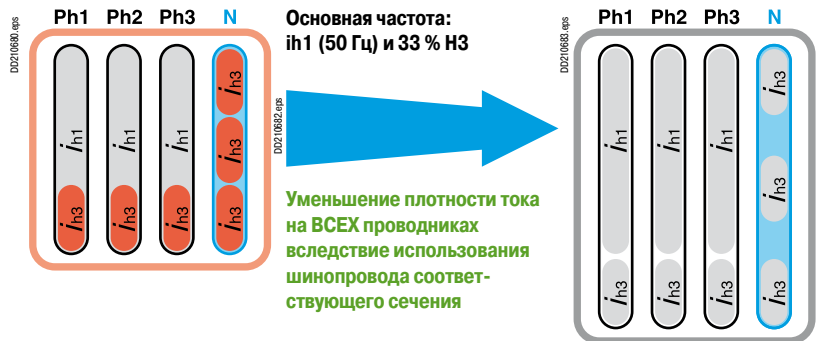 Ph1 Ph2 Ph3 N
DD210680.eps
ih1 ih1 ih1 ih3
ih3
ih3 ih3 ih3 ih3
Основная частота:
ih1 (50 Гц) и 33 % H3
DD210682.eps
Уменьшение плотности тока
на ВСЕХ проводниках
вследствие использования
шинопровода соответ-
ствующего сечения
Ph1 Ph2 Ph3 N
DD210683.eps
ih1 ih1 ih1 ih3
ih3
ih3 ih3 ih3 ih3